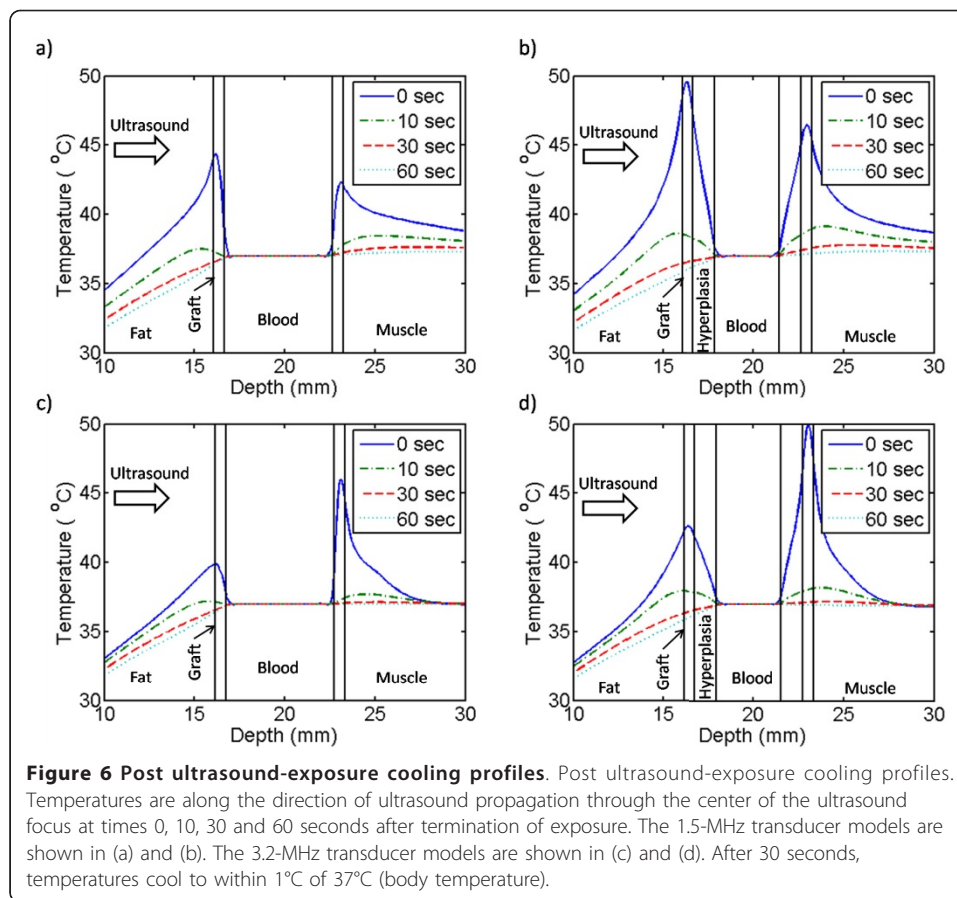 a)
50
45
40
35
30
Temperature ( °C)
Ultrasound
0 sec
10 sec
30 sec
60 sec
Fat
Graft
Blood
Muscle
10 15 20 25 30
Depth (mm)
b)
50
45
40
35
30
Temperature ( °C)
Ultrasound
0 sec
10 sec
30 sec
60 sec
Fat
Graft
Hyperplasia
Blood
Muscle
10 15 20 25 30
Depth (mm)
c)
50
45
40
35
30
Temperature ( °C)
Ultrasound
0 sec
10 sec
30 sec
60 sec
Fat
Graft
Blood
Muscle
10 15 20 25 30
Depth (mm)
d)
50
45
40
35
30
Temperature ( °C)
Ultrasound
0 sec
10 sec
30 sec
60 sec
Fat
Graft
Hyperplasia
Blood
Muscle
10 15 20 25 30
Depth (mm)
Figure 6 Post ultrasound-exposure cooling profiles. Post ultrasound-exposure cooling profiles.
Temperatures are along the direction of ultrasound propagation through the center of the ultrasound
focus at times 0, 10, 30 and 60 seconds after termination of exposure. The 1.5-MHz transducer models are
shown in (a) and (b). The 3.2-MHz transducer models are shown in (c) and (d). After 30 seconds,
temperatures cool to within 1°C of 37°C (body temperature).